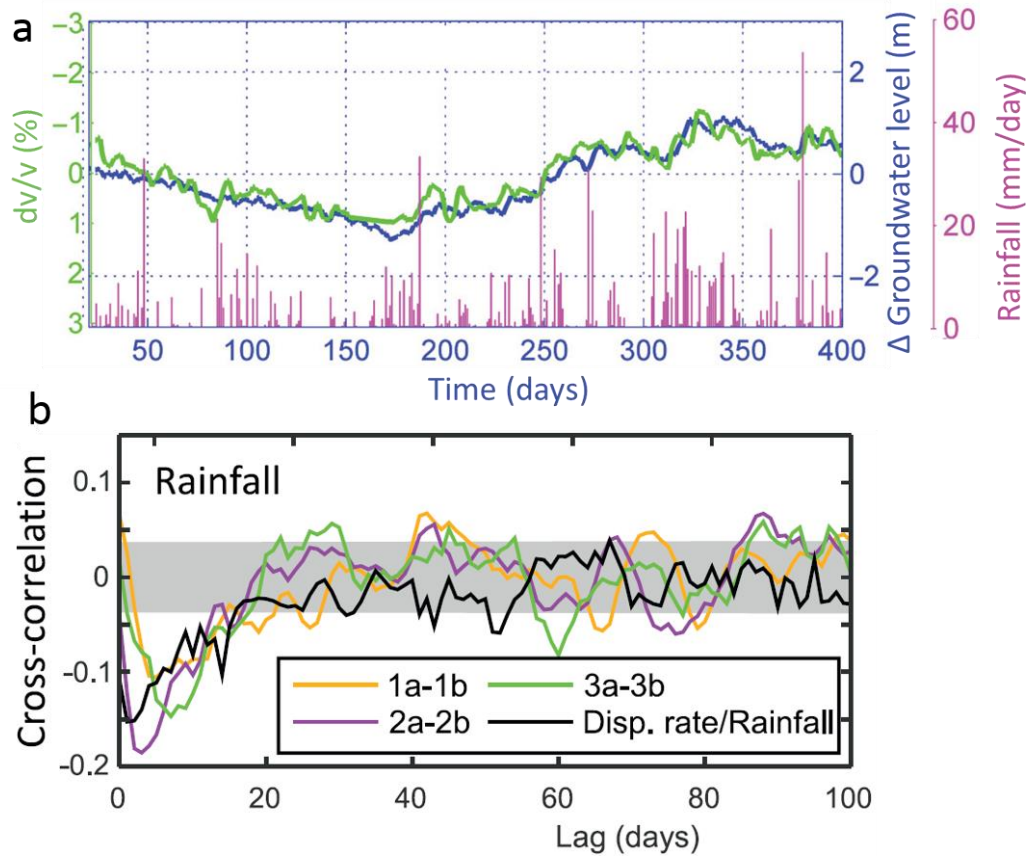 a
dv/v (%)
-3
-2
-1
0
1
2
3
2
0
-2
Δ Groundwater level (m)
60
40
20
0
Rainfall (mm/day)
50 100 150 200 250 300 350 400
Time (days)
b
Cross-correlation
0.1
0
-0.1
-0.2
Rainfall
1a-1b 3a-3b
2a-2b Disp. rate/Rainfall
0 20 40 60 80 100
Lag (days)